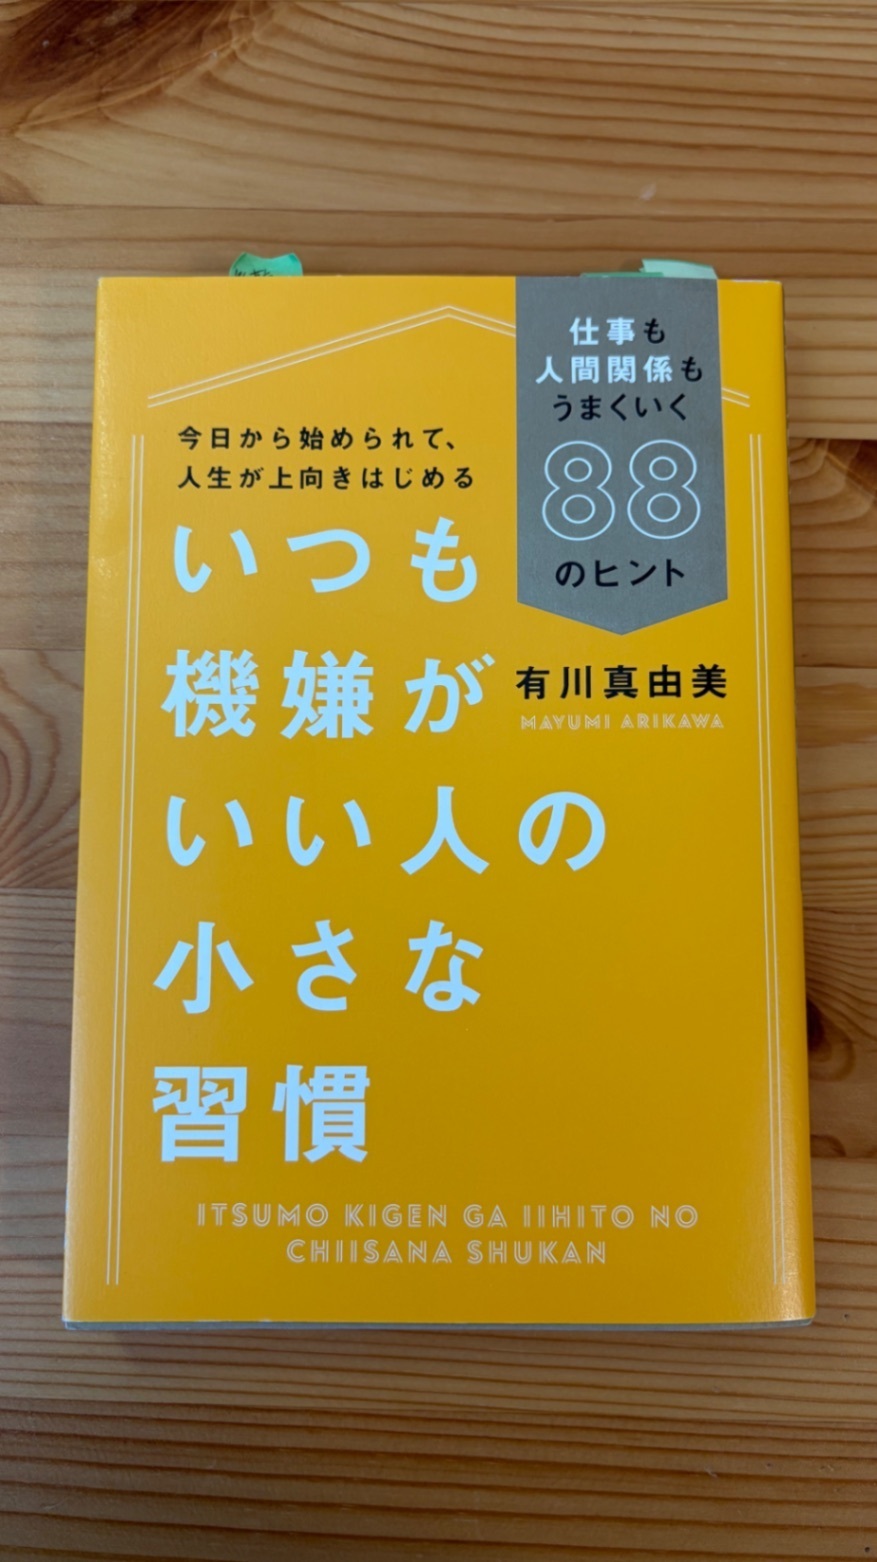 仕事も
人間関係も
うまくいく
88
のヒント
今日から始められて、
人生が上向きはじめる
いつも
機嫌が
いい人の
小さな
習慣
有川真由美
MAYUMI ARIKAWA
ITSUMO KIGEN GA IIHITO NO
CHIISANA SHUKAN